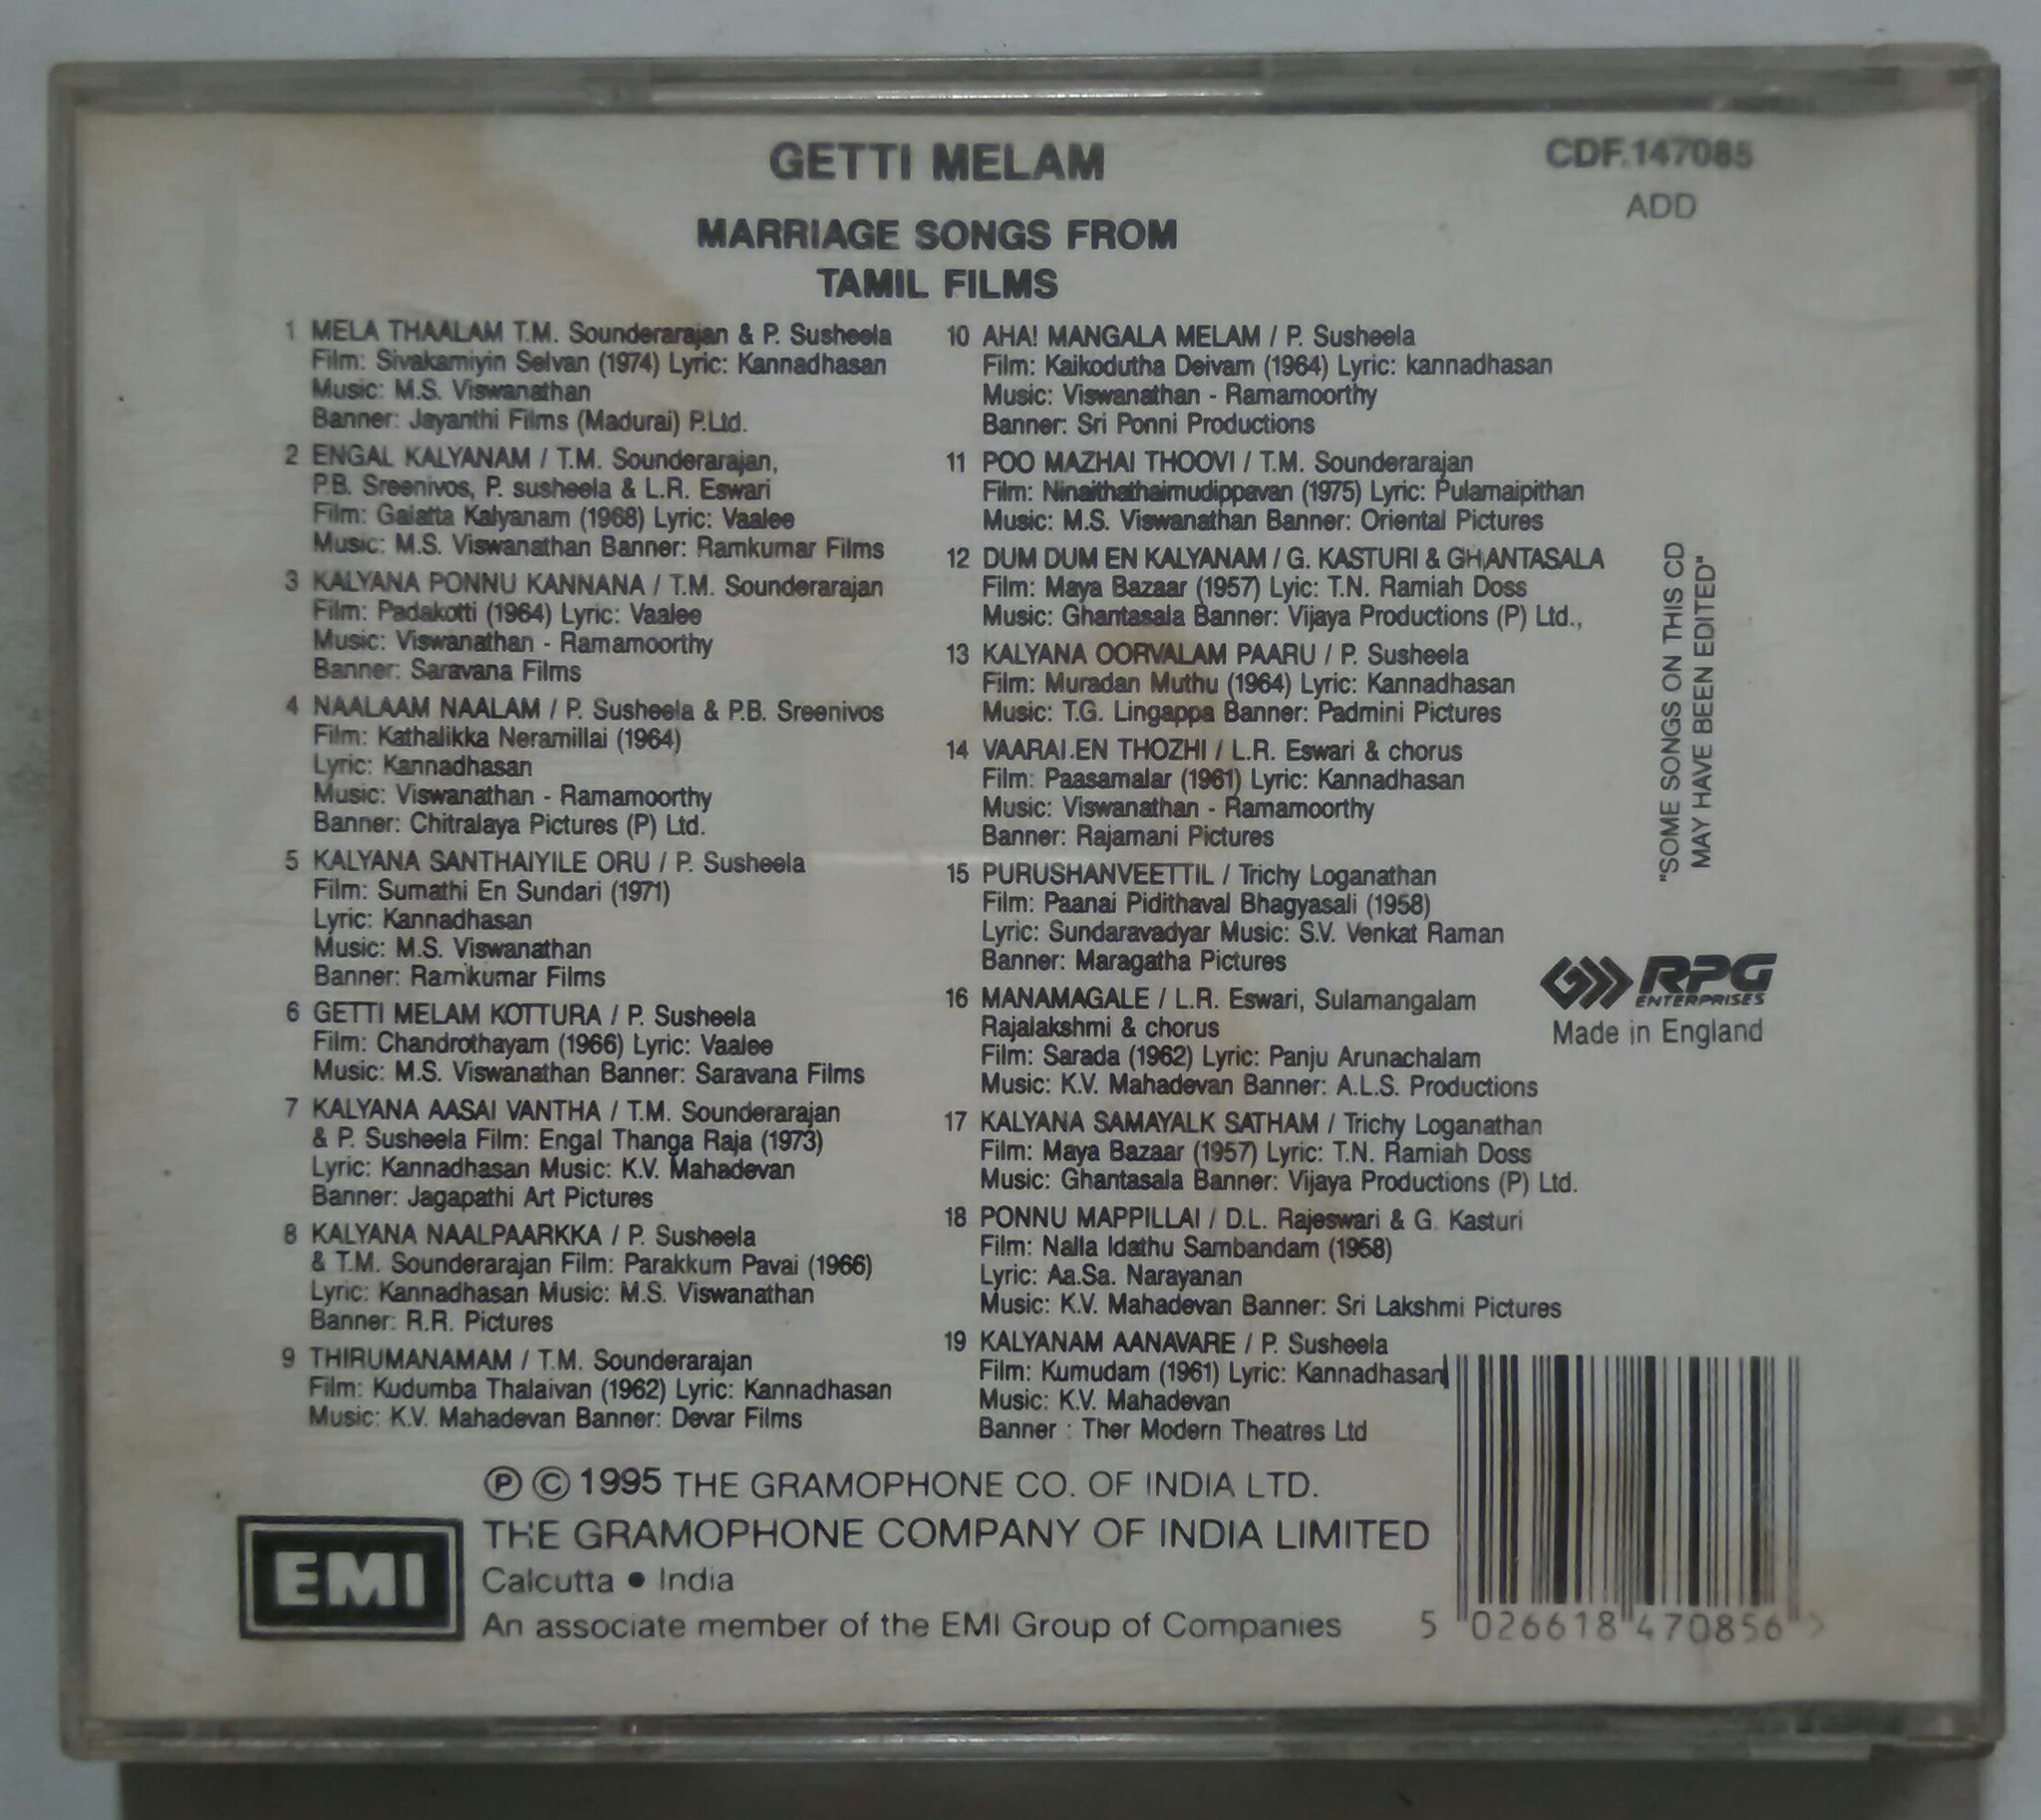 GETTI MELAM
CDF.147085
ADD
MARRIAGE SONGS FROM
TAMIL FILMS
1 MELA THAALAM T.M. Sounderarajan & P. Susheela
Film: Sivakamiyin Selvan (1974) Lyric: Kannadhasan
Music: M.S. Viswanathan
Banner: Jayanthi Films (Madurai) P.Ltd.
2 ENGAL KALYANAM / T.M. Sounderarajan,
P.B. Sreenivos, P. susheela & L.R. Eswari
Film: Galatta Kalyanam (1968) Lyric: Vaalee
Music: M.S. Viswanathan Banner: Ramkumar Films
3 KALYANA PONNU KANNANA / T.M. Sounderarajan
Film: Padakotti (1964) Lyric: Vaalee
Music: Viswanathan - Ramamoorthy
Banner: Saravana Films
4 NAALAAM NAALAM / P. Susheela & P.B. Sreenivos
Film: Kathalikka Neramillai (1964)
Lyric: Kannadhasan
Music: Viswanathan - Ramamoorthy
Banner: Chitralaya Pictures (P) Ltd.
5 KALYANA SANTHAIYILE ORU / P. Susheela
Film: Sumathi En Sundari (1971)
Lyric: Kannadhasan
Music: M.S. Viswanathan
Banner: Ramkumar Films
6 GETTI MELAM KOTTURA / P. Susheela
Film: Chandrothayam (1966) Lyric: Vaalee
Music: M.S. Viswanathan Banner: Saravana Films
7 KALYANA AASAI VANTHA / T.M. Sounderarajan
& P. Susheela Film: Engal Thanga Raja (1973)
Lyric: Kannadhasan Music: K.V. Mahadevan
Banner: Jagapathi Art Pictures
8 KALYANA NAALPAARKKA / P. Susheela
& T.M. Sounderarajan Film: Parakkum Pavai (1966)
Lyric: Kannadhasan Music: M.S. Viswanathan
Banner: R.R. Pictures
9 THIRUMANAMAM / T.M. Sounderarajan
Film: Kudumba Thalaivan (1962) Lyric: Kannadhasan
Music: K.V. Mahadevan Banner: Devar Films
10 AHA! MANGALA MELAM / P. Susheela
Film: Kaikodutha Deivam (1964) Lyric: kannadhasan
Music: Viswanathan - Ramamoorthy
Banner: Sri Ponni Productions
11 POO MAZHAI THOOVI / T.M. Sounderarajan
Film: Ninaithathaimudippavan (1975) Lyric: Pulamaipithan
Music: M.S. Viswanathan Banner: Oriental Pictures
12 DUM DUM EN KALYANAM / G. KASTURI & GHANTASALA
Film: Maya Bazaar (1957) Lyic: T.N. Ramiah Doss
Music: Ghantasala Banner: Vijaya Productions (P) Ltd.,
13 KALYANA OORVALAM PAARU / P. Susheela
Film: Muradan Muthu (1964) Lyric: Kannadhasan
Music: T.G. Lingappa Banner: Padmini Pictures
14 VAARAI.EN THOZHI / L.R. Eswari & chorus
Film: Paasamalar (1961) Lyric: Kannadhasan
Music: Viswanathan - Ramamoorthy
Banner: Rajamani Pictures
15 PURUSHANVEETTIL / Trichy Loganathan
Film: Paanai Pidithaval Bhagyasali (1958)
Lyric: Sundaravadyar Music: S.V. Venkat Raman
Banner: Maragatha Pictures
16 MANAMAGALE / L.R. Eswari, Sulamangalam
Rajalakshmi & chorus
Film: Sarada (1962) Lyric: Panju Arunachalam
Music: K.V. Mahadevan Banner: A.L.S. Productions
17 KALYANA SAMAYALK SATHAM / Trichy Loganathan
Film: Maya Bazaar (1957) Lyric: T.N. Ramiah Doss
Music: Ghantasala Banner: Vijaya Productions (P) Ltd.
18 PONNU MAPPILLAI / D.L. Rajeswari & G. Kasturi
Film: Nalla Idathu Sambandam (1958)
Lyric: Aa.Sa. Narayanan
Music: K.V. Mahadevan Banner: Sri Lakshmi Pictures
19 KALYANAM AANAVARE / P. Susheela
Film: Kumudam (1961) Lyric: Kannadhasan
Music: K.V. Mahadevan
Banner : Ther Modern Theatres Ltd
"SOME SONGS ON THIS CD
MAY HAVE BEEN EDITED"
RPG
ENTERPRISES
Made in England
Ⓟ © 1995 THE GRAMOPHONE CO. OF INDIA LTD.
EMI
THE GRAMOPHONE COMPANY OF INDIA LIMITED
Calcutta • India
An associate member of the EMI Group of Companies
5 026618 470856 >